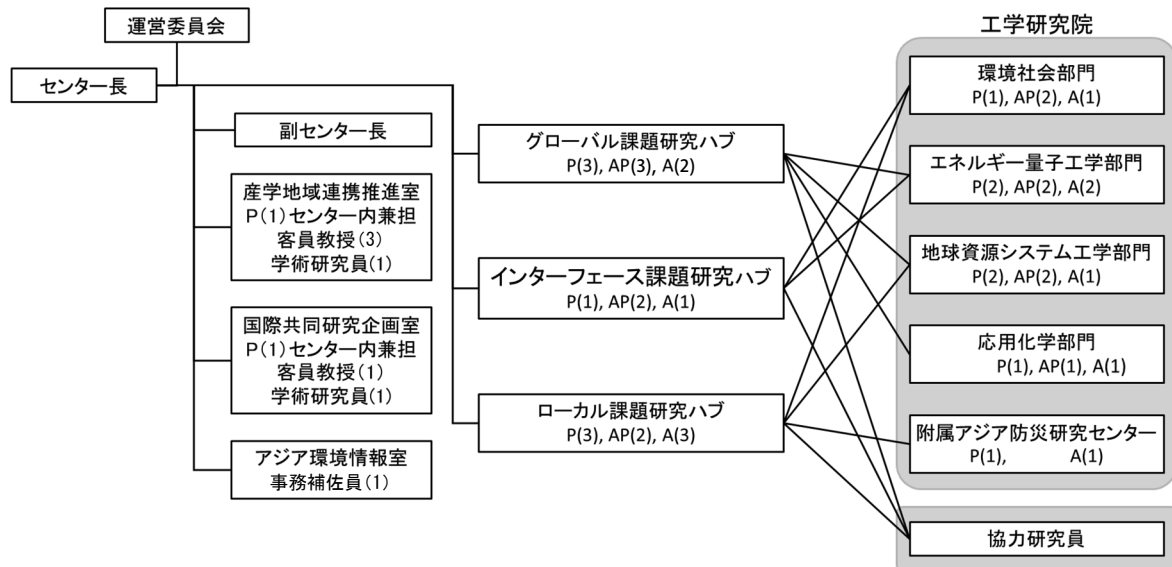 運営委員会
センター長
副センター長
産学地域連携推進室
P(1)センター内兼担
客員教授(3)
学術研究員(1)
国際共同研究企画室
P(1)センター内兼担
客員教授(1)
学術研究員(1)
アジア環境情報室
事務補佐員(1)
グローバル課題研究ハブ
P(3), AP(3), A(2)
インターフェース課題研究ハブ
P(1), AP(2), A(1)
ローカル課題研究ハブ
P(3), AP(2), A(3)
工学研究院
環境社会部門
P(1), AP(2), A(1)
エネルギー量子工学部門
P(2), AP(2), A(2)
地球資源システム工学部門
P(2), AP(2), A(1)
応用化学部門
P(1), AP(1), A(1)
附属アジア防災研究センター
P(1), A(1)
協力研究員